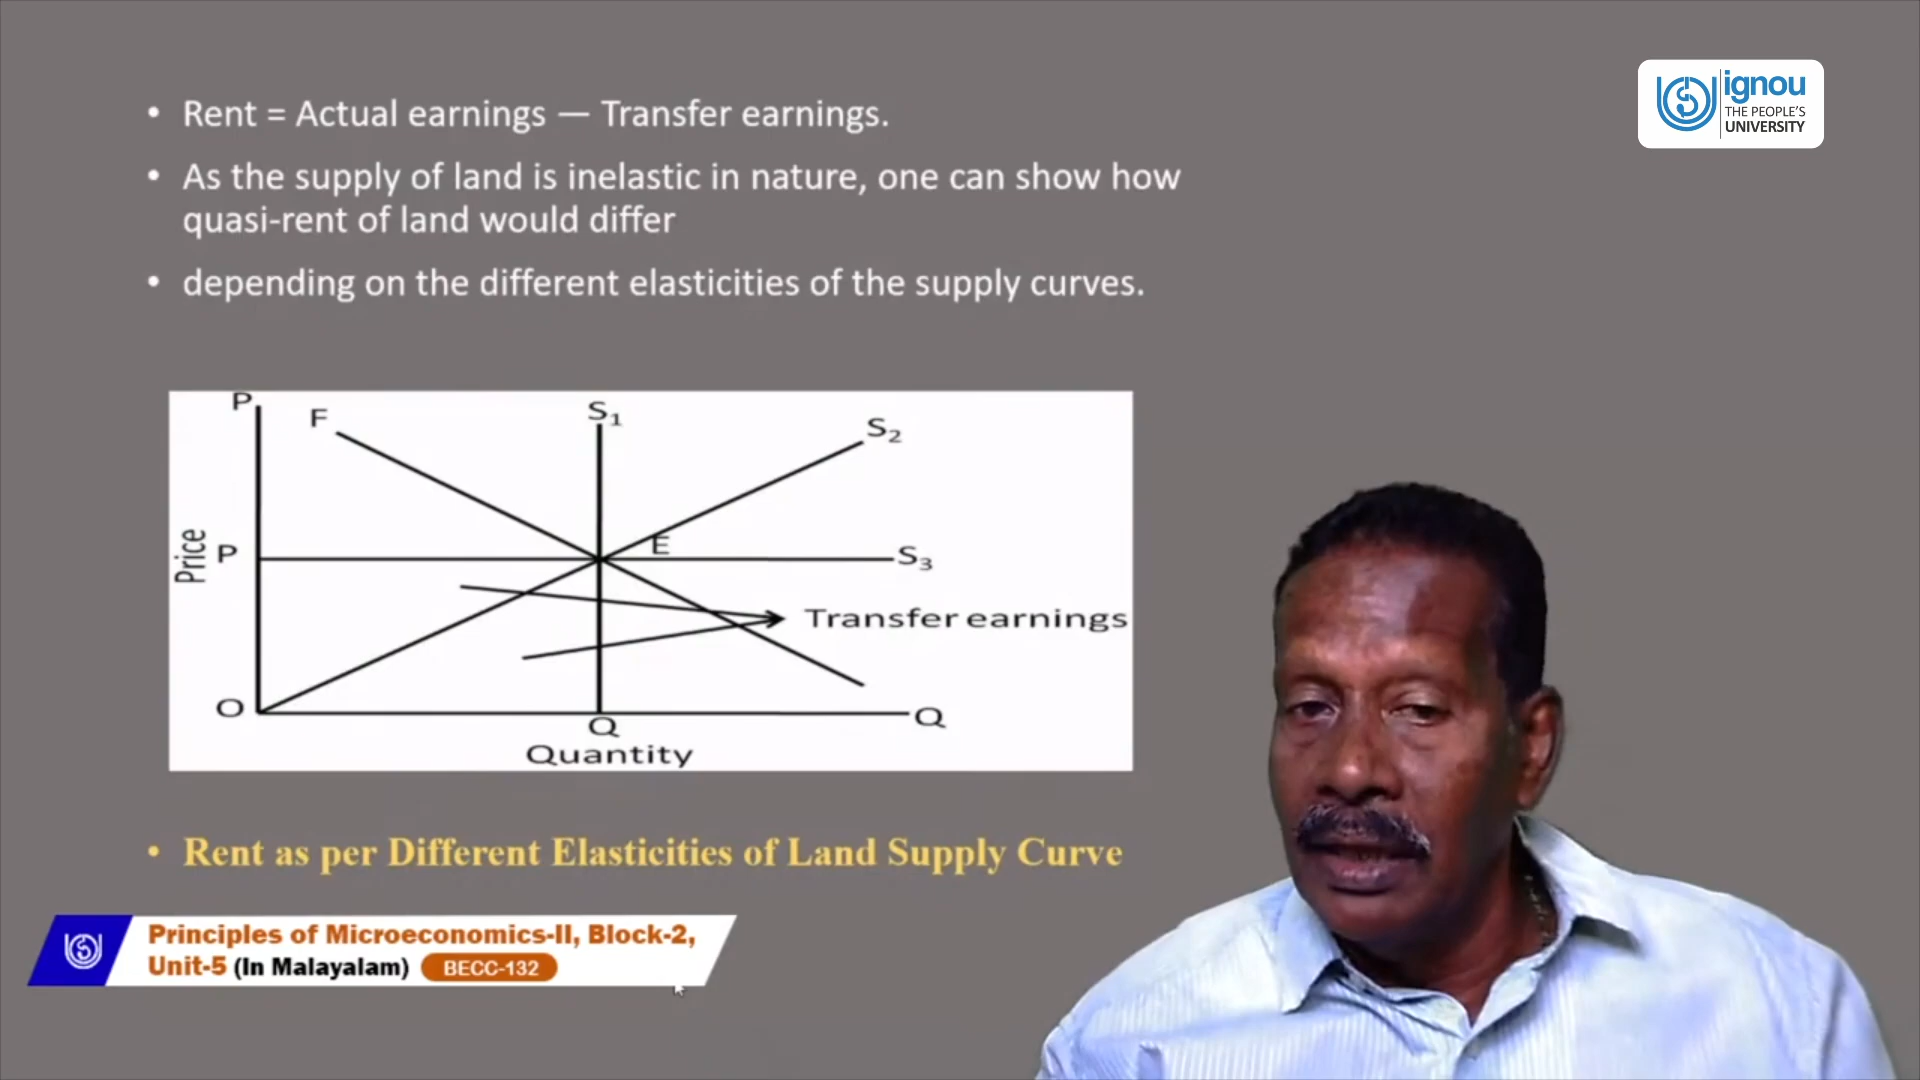 • Rent = Actual earnings — Transfer earnings.
• As the supply of land is inelastic in nature, one can show how
quasi-rent of land would differ
• depending on the different elasticities of the supply curves.
ignou
THE PEOPLE'S
UNIVERSITY
P
F
S₁
S₂
Price
P
E
S₃
Transfer earnings
O
Q
Q
Quantity
• Rent as per Different Elasticities of Land Supply Curve
Principles of Microeconomics-II, Block-2,
Unit-5 (In Malayalam) BECC-132